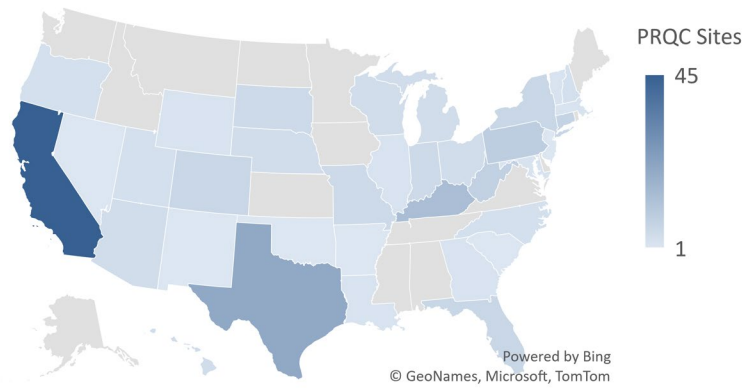 PRQC Sites
45
1
Powered by Bing
© GeoNames, Microsoft, TomTom